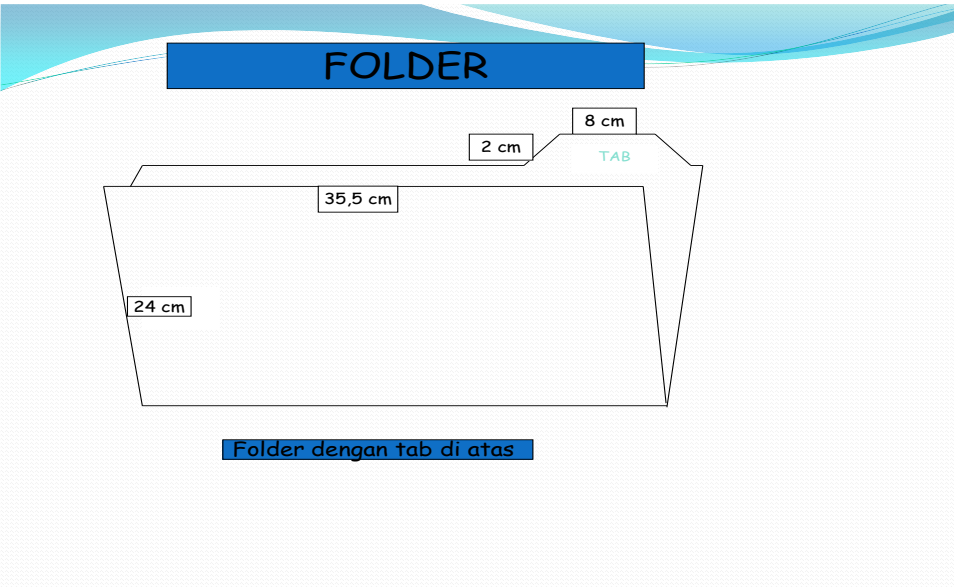 FOLDER
8 cm
2 cm
TAB
35,5 cm
24 cm
Folder dengan tab di atas